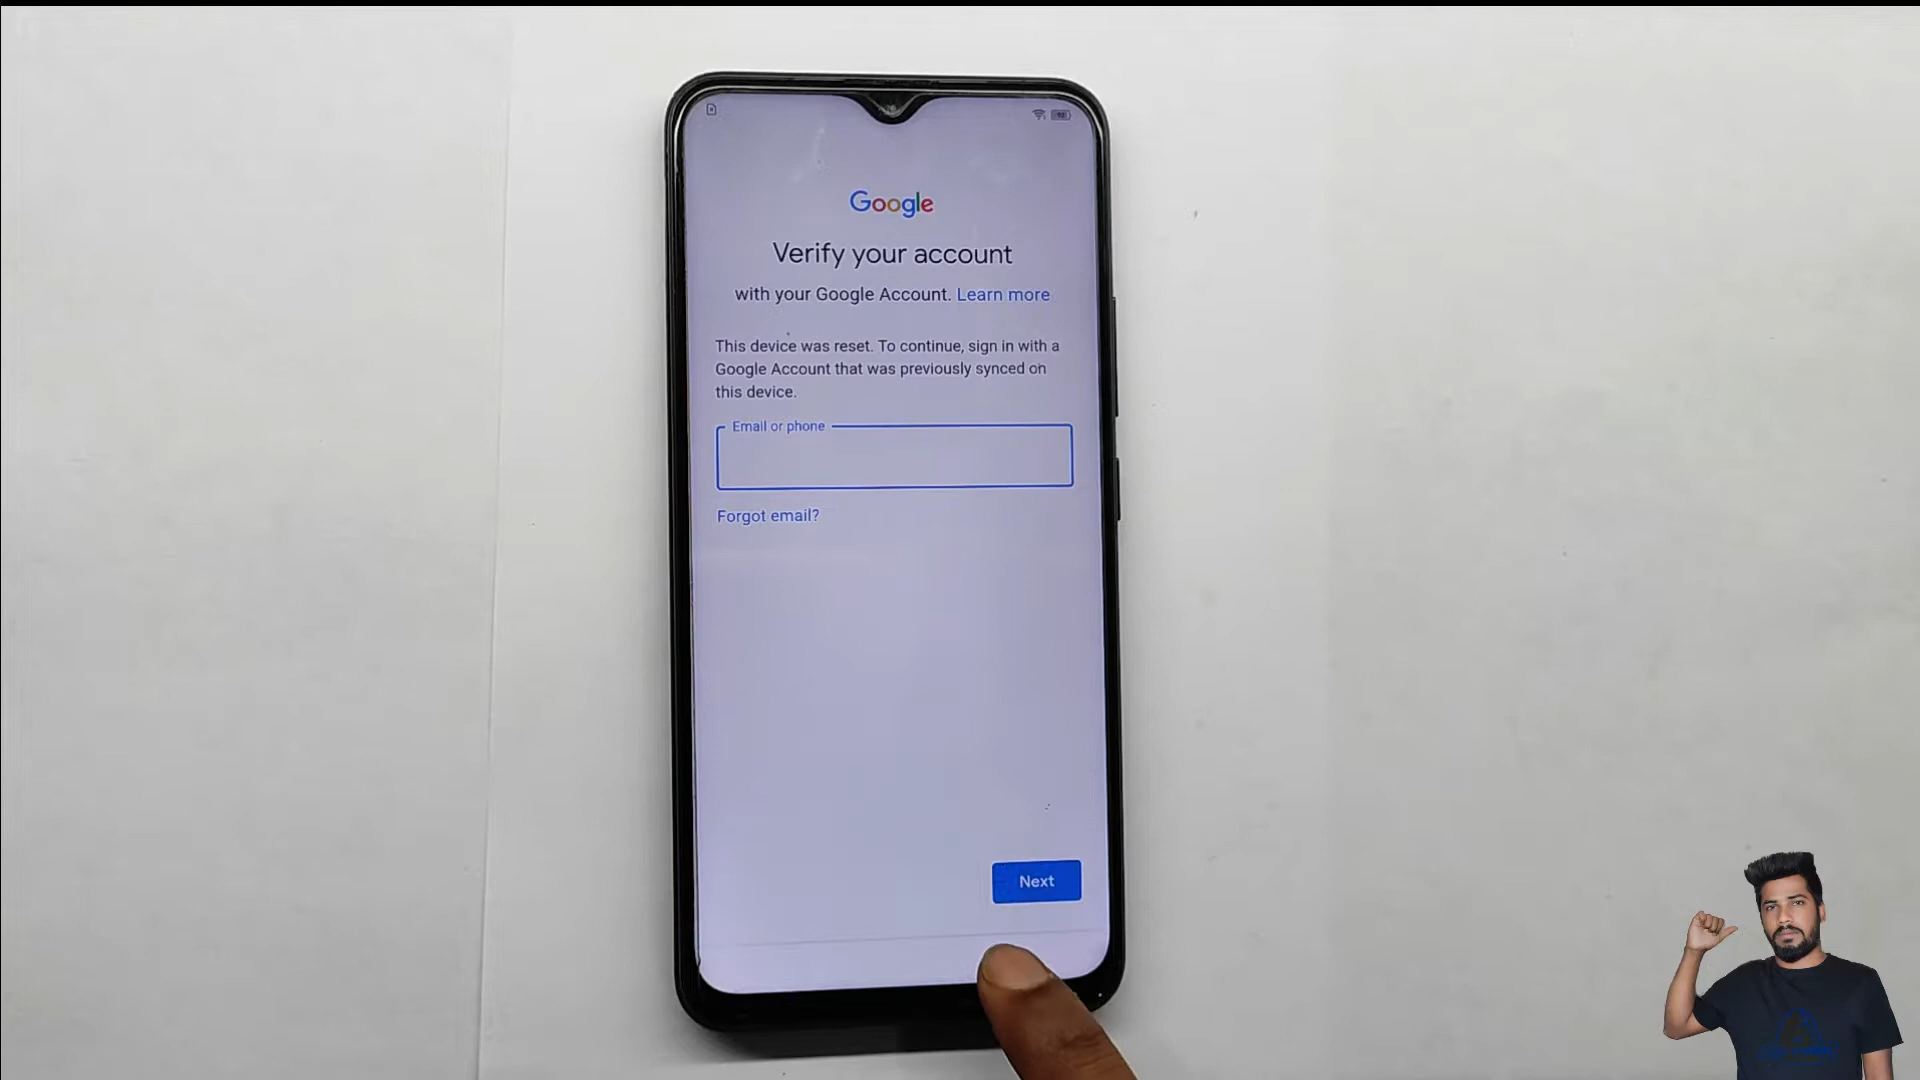 Google
Verify your account
with your Google Account. Learn more
This device was reset. To continue, sign in with a
Google Account that was previously synced on
this device.
Email or phone
Forgot email?
Next